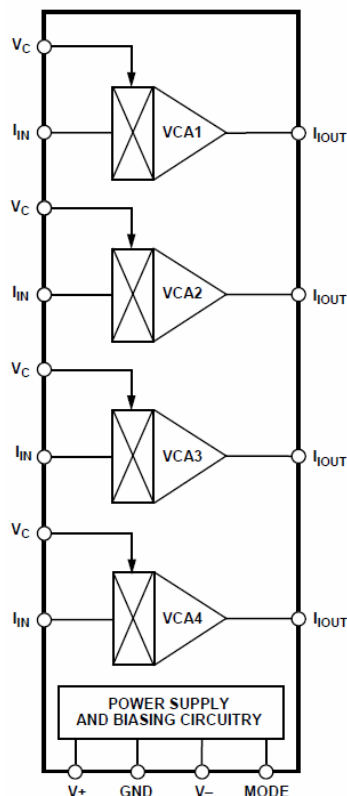 VC
IIN
VCA1
IIOUT
VC
IIN
VCA2
IIOUT
VC
IIN
VCA3
IIOUT
VC
IIN
VCA4
IIOUT
POWER SUPPLY
AND BIASING CIRCUITRY
V+ GND V– MODE